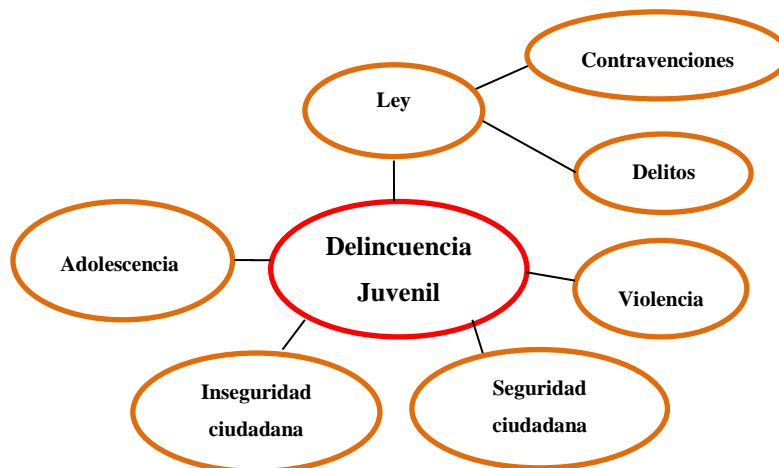 Contravenciones
Ley
Delitos
Delincuencia
Juvenil
Adolescencia
Violencia
Inseguridad
ciudadana
Seguridad
ciudadana